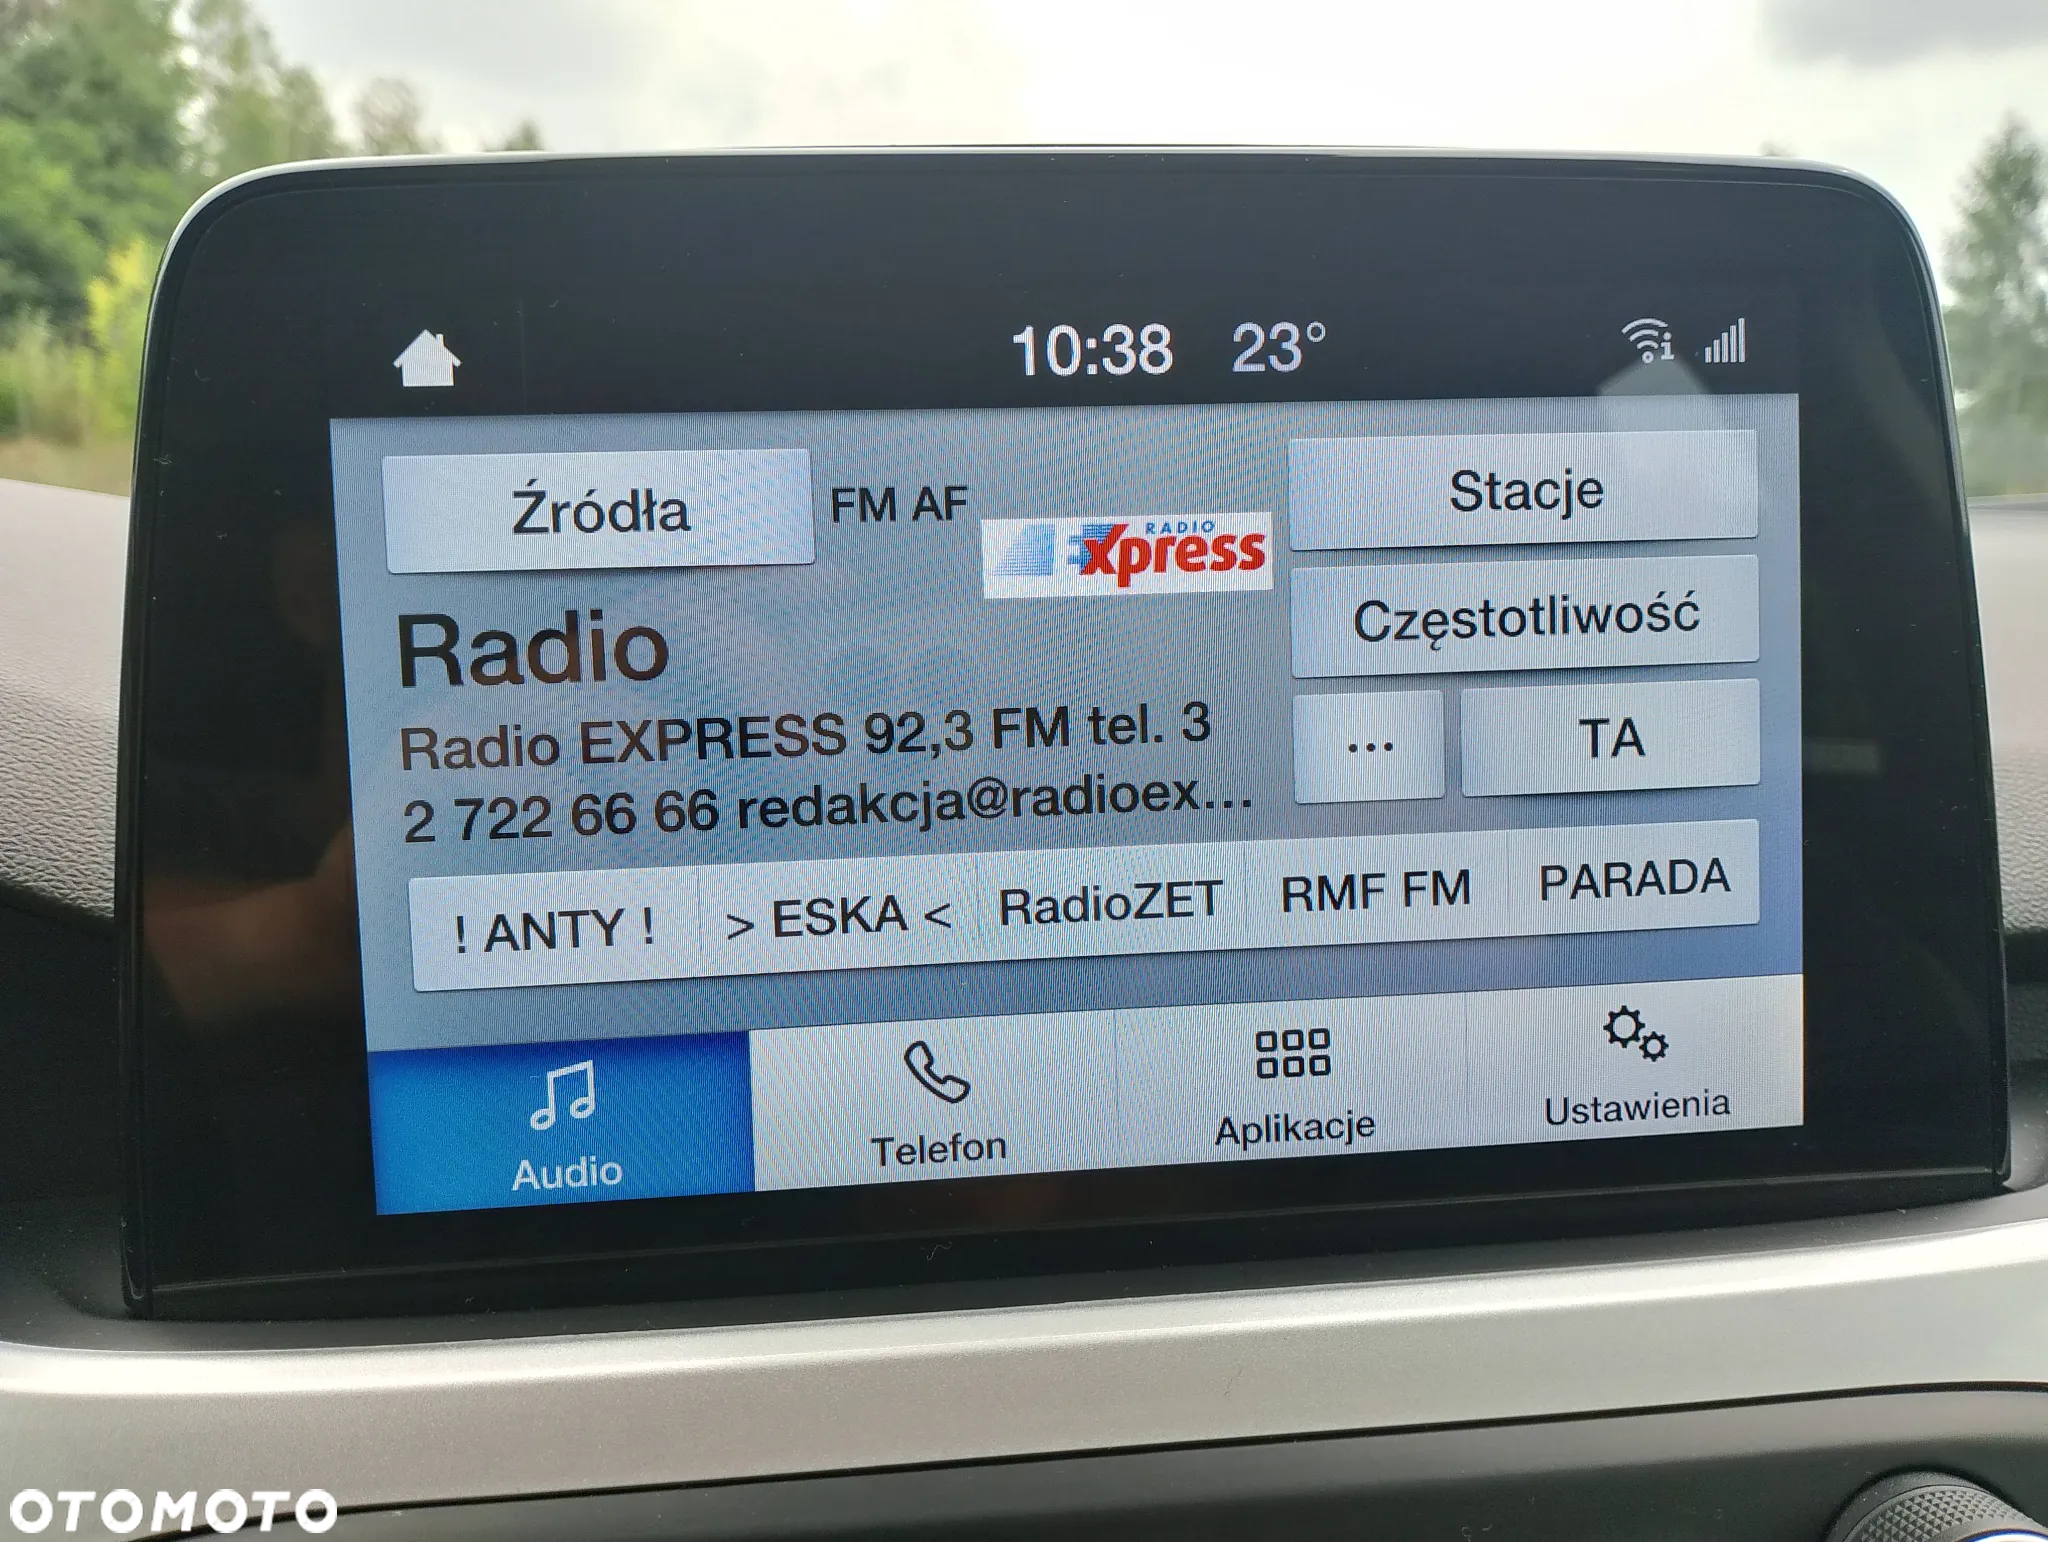 10:38 23°
Źródła
FM AF
RADIO
Express
Stacje
Częstotliwość
Radio
Radio EXPRESS 92,3 FM tel. 3
2 722 66 66 redakcja@radioex...
...
TA
! ANTY !
> ESKA <
RadioZET
RMF FM
PARADA
Audio
Telefon
Aplikacje
Ustawienia
OTOMOTO